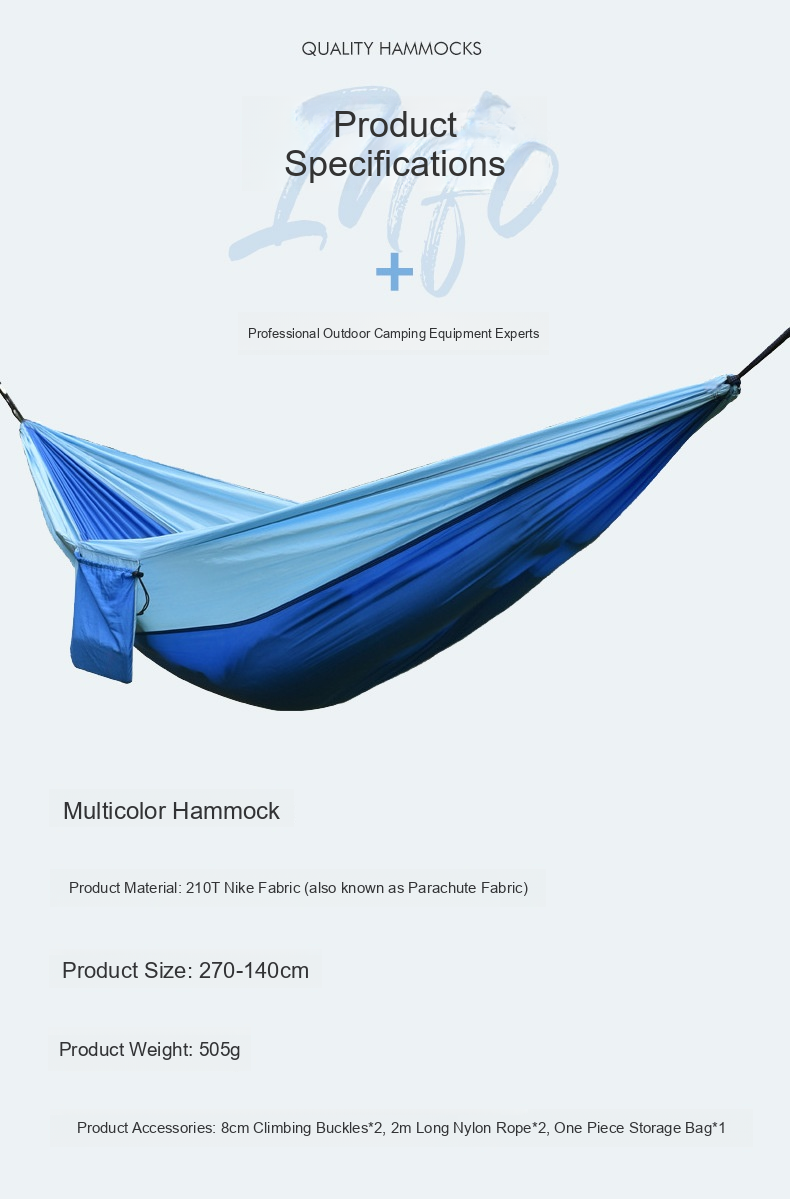 QUALITY HAMMOCKS
Info
Product
Specifications
+
Professional Outdoor Camping Equipment Experts
Multicolor Hammock
Product Material: 210T Nike Fabric (also known as Parachute Fabric)
Product Size: 270-140cm
Product Weight: 505g
Product Accessories: 8cm Climbing Buckles*2, 2m Long Nylon Rope*2, One Piece Storage Bag*1